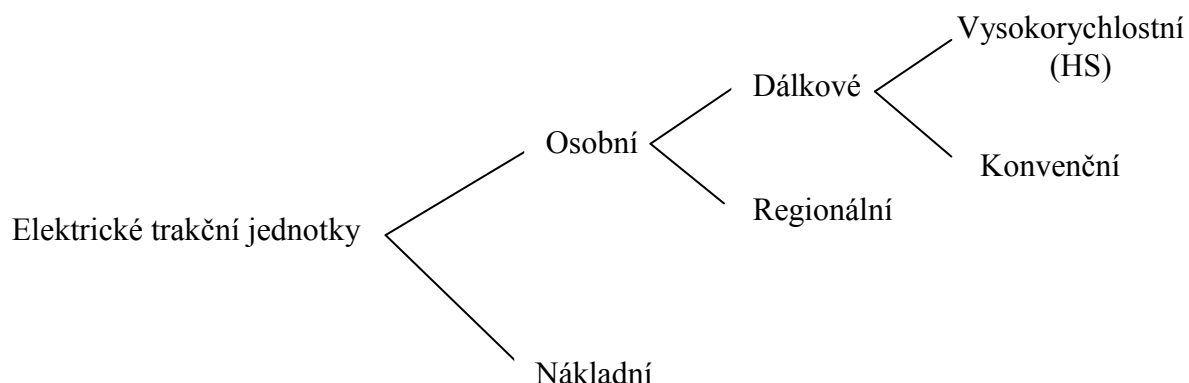 Vysokorychlostní
(HS)
Dálkové
Osobní
Konvenční
Regionální
Elektrické trakční jednotky
Nákladní